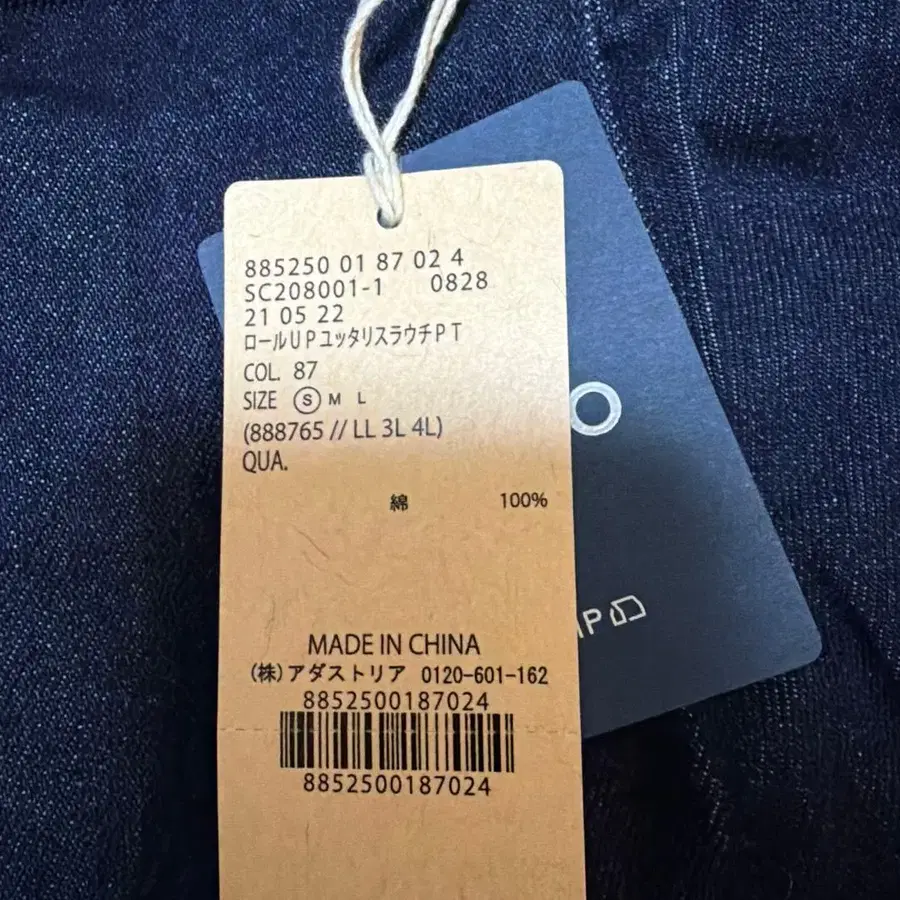 885250 01 87 02 4
SC208001-1 0828
21 05 22
ロールUPユッタリスラウチPT
COL. 87
SIZE Ⓢ M L
(888765 // LL 3L 4L)
QUA.
綿 100%
MADE IN CHINA
(株)アダストリア 0120-601-162
8852500187024
8852500187024